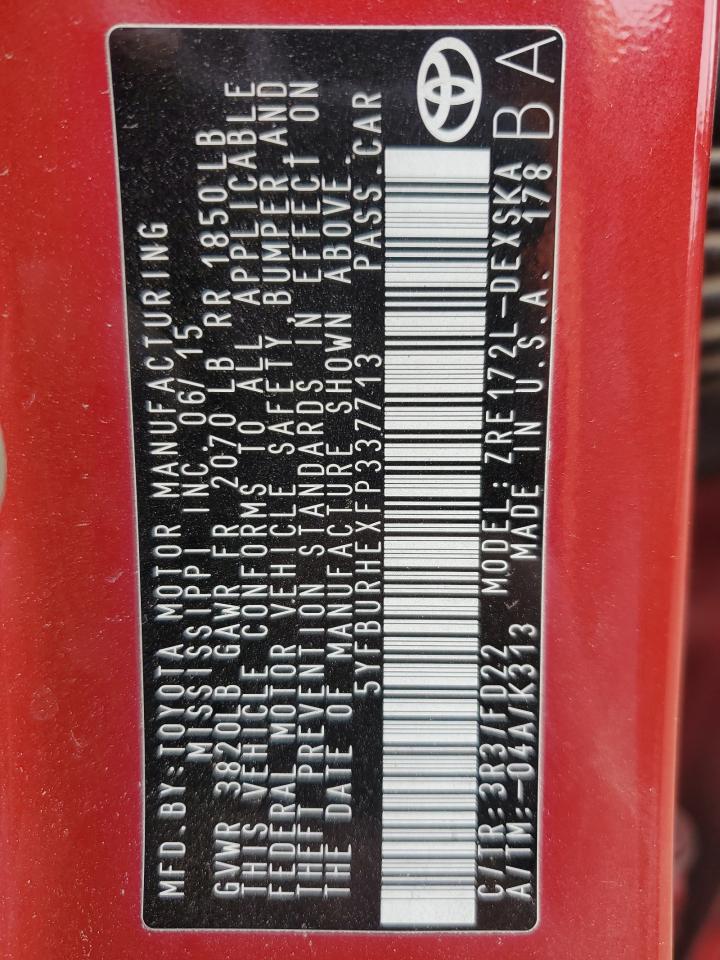 MFD.BY:TOYOTA MOTOR MANUFACTURING
MISSISSIPPI INC. 06/15
GVWR 3820LB GAWR FR 2070 LB RR 1850LB
THIS VEHICLE CONFORMS TO ALL APPLICABLE
FEDERAL MOTOR VEHICLE SAFETY, BUMPER AND
THEFT PREVENTION STANDARDS IN EFFECT ON
THE DATE OF MANUFACTURE SHOWN ABOVE.
5YFBURHEXFP337713 PASS.CAR
C/TR:3R3/FD22 MODEL:ZRE172L-DEXSKA
A/TM:-04A/K313 MADE IN U.S.A. 178
BA